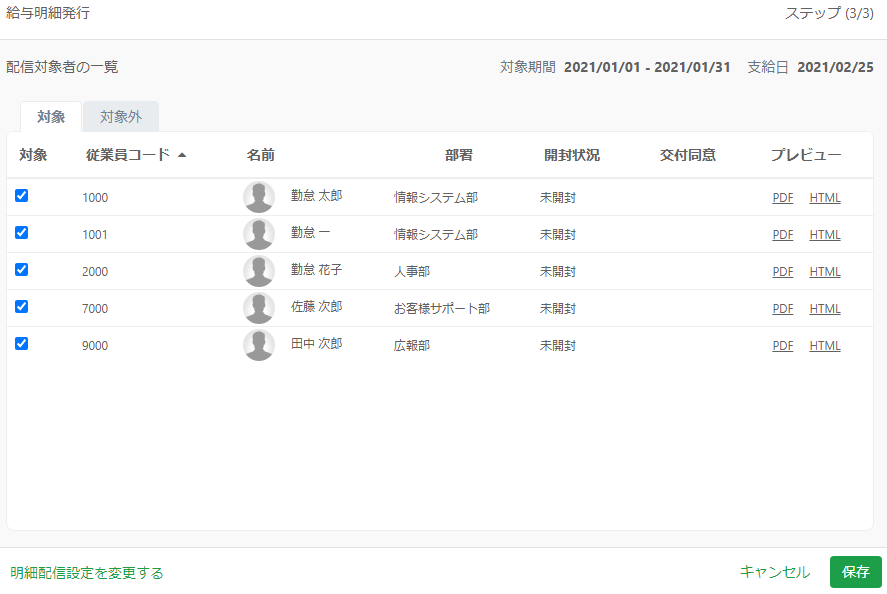 給与明細発行 ステップ (3/3)
配信対象者の一覧 対象期間 2021/01/01 - 2021/01/31 支給日 2021/02/25
対象 対象外
対象 従業員コード 名前 部署 開封状況 交付同意 プレビュー
1000 勤怠 太郎 情報システム部 未開封 PDF HTML
1001 勤怠 一 情報システム部 未開封 PDF HTML
2000 勤怠 花子 人事部 未開封 PDF HTML
7000 佐藤 次郎 お客様サポート部 未開封 PDF HTML
9000 田中 次郎 広報部 未開封 PDF HTML
明細配信設定を変更する キャンセル 保存